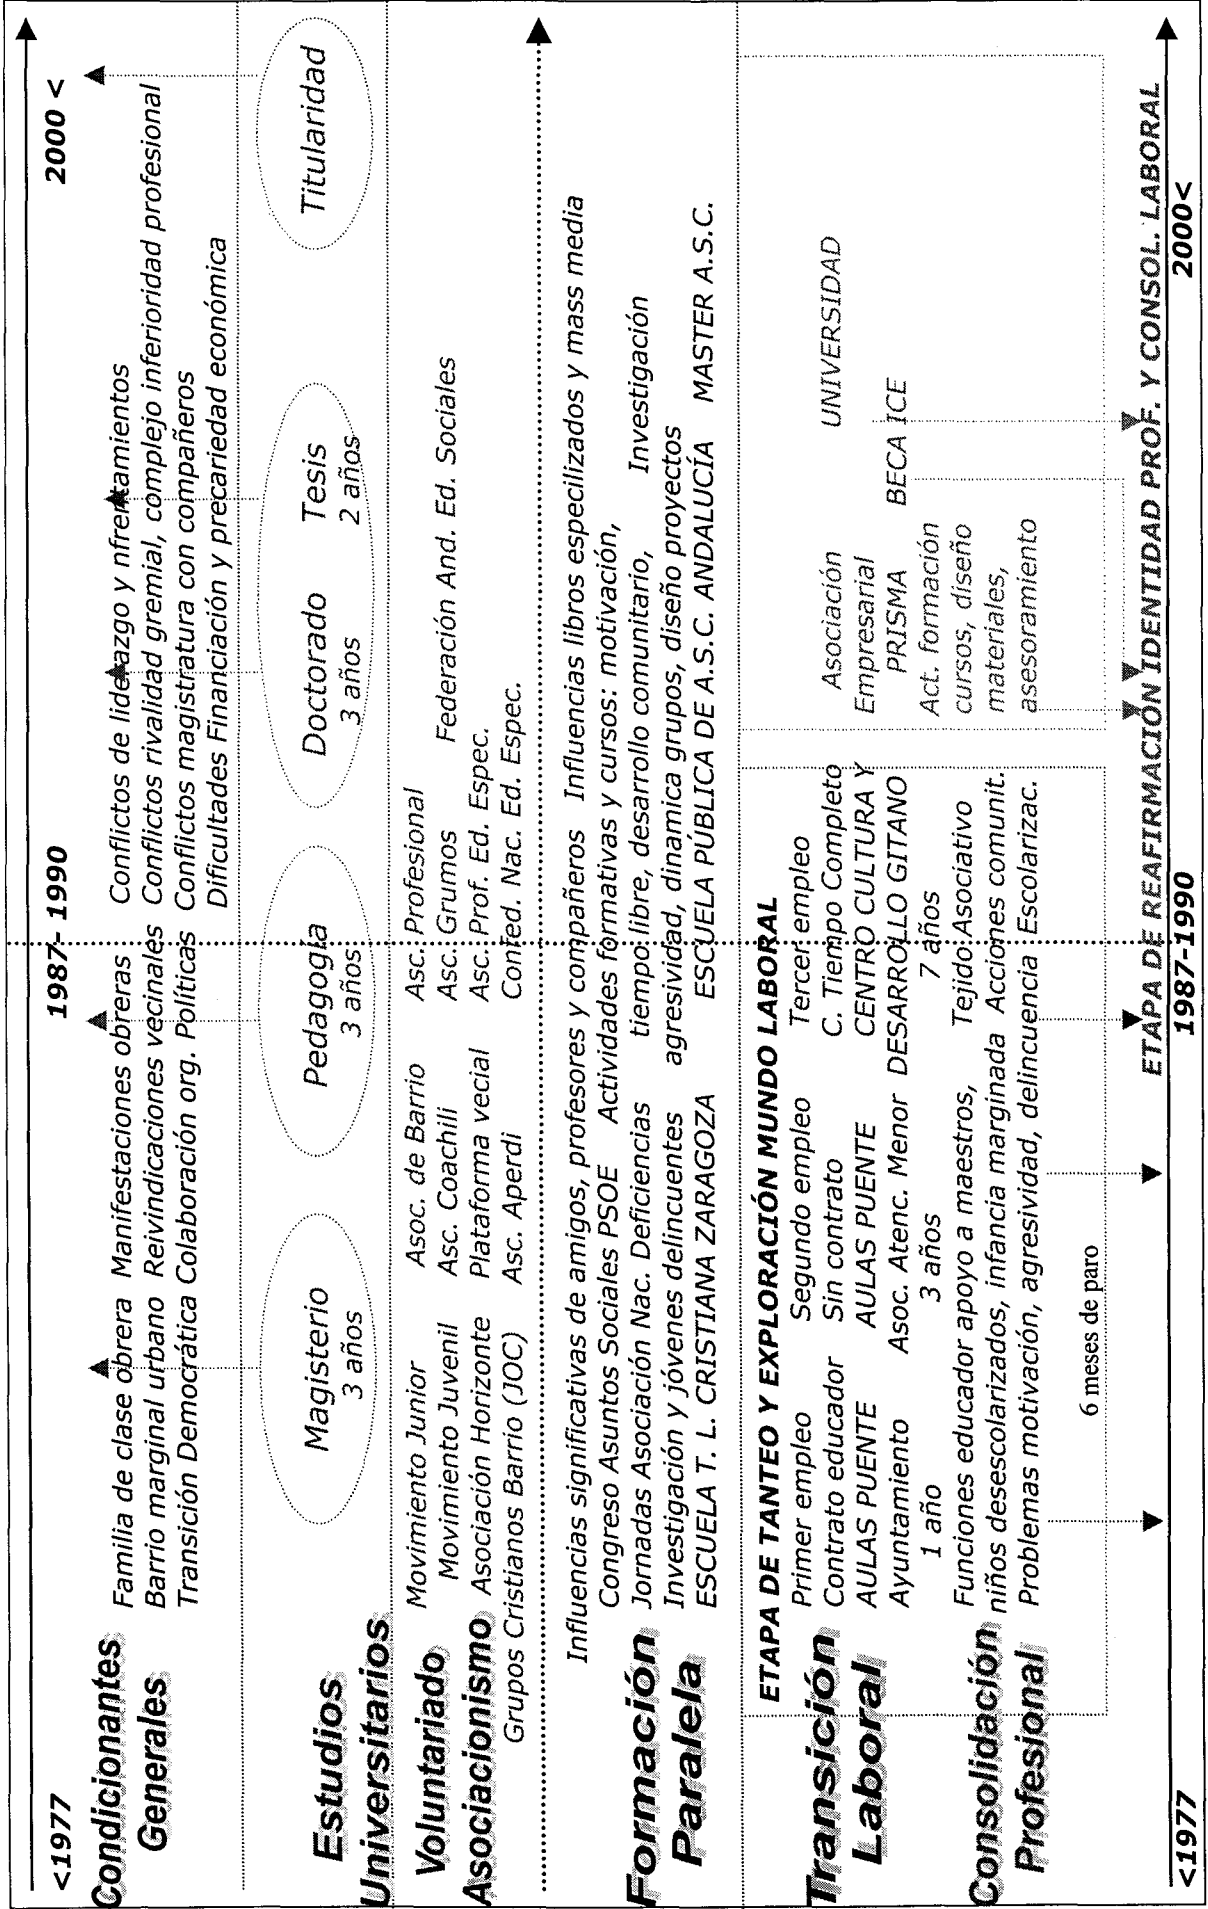 <1977
1987- 1990
2000 <
Condicionantes
Generales
Familia de clase obrera Manifestaciones obreras
Barrio marginal urbano Reivindicaciones vecinales
Transición Democrática Colaboración org. Políticas
Conflictos de liderazgo y nfrentamientos
Conflictos rivalidad gremial, complejo inferioridad profesional
Conflictos magistratura con compañeros
Dificultades Financiación y precariedad económica
Estudios
Universitarios
Magisterio
3 años
Pedagogía
3 años
Doctorado Tesis
3 años 2 años
Titularidad
Voluntariado
Asociacionismo
Movimiento Junior
Movimiento Juvenil
Asociación Horizonte
Grupos Cristianos Barrio (JOC)
Asoc. de Barrio
Asc. Coachili
Plataforma vecial
Asc. Aperdi
Asc. Profesional
Asc. Grumos
Asc. Prof. Ed. Espec.
Confed. Nac. Ed. Espec.
Federación And. Ed. Sociales
Formación
Paralela
Influencias significativas de amigos, profesores y compañeros Influencias libros especilizados y mass media
Congreso Asuntos Sociales PSOE Actividades formativas y cursos: motivación,
Jornadas Asociación Nac. Deficiencias tiempo libre, desarrollo comunitario, Investigación
Investigación y jóvenes delincuentes agresividad, dinámica grupos, diseño proyectos
ESCUELA T. L. CRISTIANA ZARAGOZA ESCUELA PÚBLICA DE A.S.C. ANDALUCÍA MASTER A.S.C.
Transición
Laboral
Consolidación
Profesional
ETAPA DE TANTEO Y EXPLORACIÓN MUNDO LABORAL
Primer empleo
Contrato educador
AULAS PUENTE
Ayuntamiento
1 año
Segundo empleo
Sin contrato
AULAS PUENTE
Asoc. Atenc. Menor
3 años
Tercer empleo
C. Tiempo Completo
CENTRO CULTURA Y
DESARROLLO GITANO
7 años
Funciones educador apoyo a maestros, Tejido Asociativo
niños desescolarizados, infancia marginada Acciones comunit.
Problemas motivación, agresividad, delincuencia Escolarizac.
6 meses de paro
Asociación
Empresarial
PRISMA
Act. formación
cursos, diseño
materiales,
asesoramiento
UNIVERSIDAD
BECA ICE
ETAPA DE REAFIRMACIÓN IDENTIDAD PROF. Y CONSOL. LABORAL
<1977
1987-1990
2000<